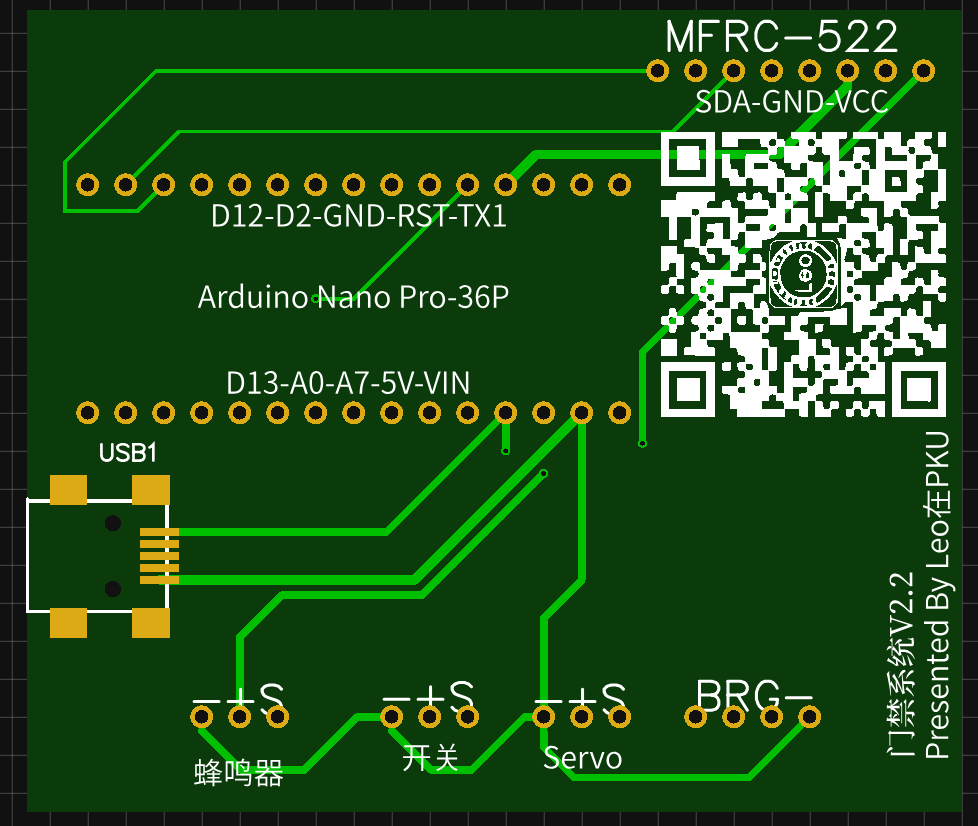 MFRC-522
SDA-GND-VCC
D12-D2-GND-RST-TX1
Arduino Nano Pro-36P
D13-A0-A7-5V-VIN
USB1
-+S
-+S
-+S
BRG-
蜂鸣器
开关
Servo
门禁系统V2.2
Presented By Leo在PKU